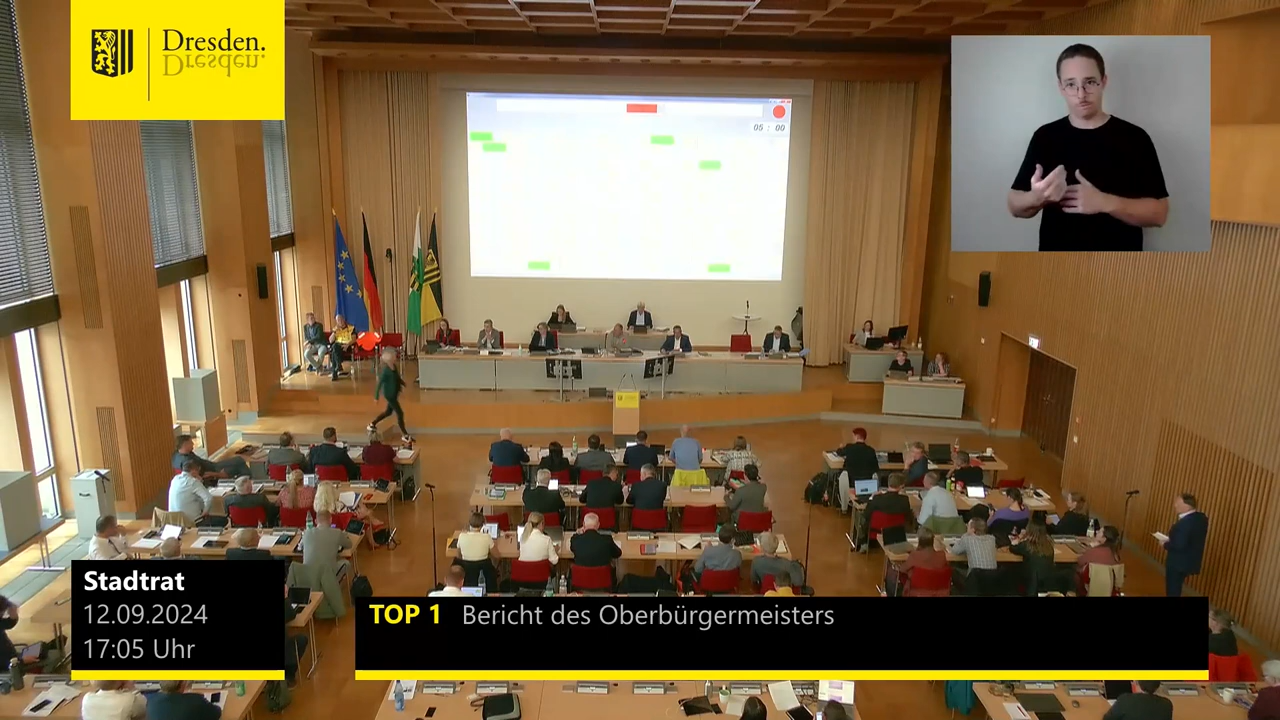 Dresden.
Dresden.
05 : 00
Stadtrat
12.09.2024
17:05 Uhr
TOP 1 Bericht des Oberbürgermeisters